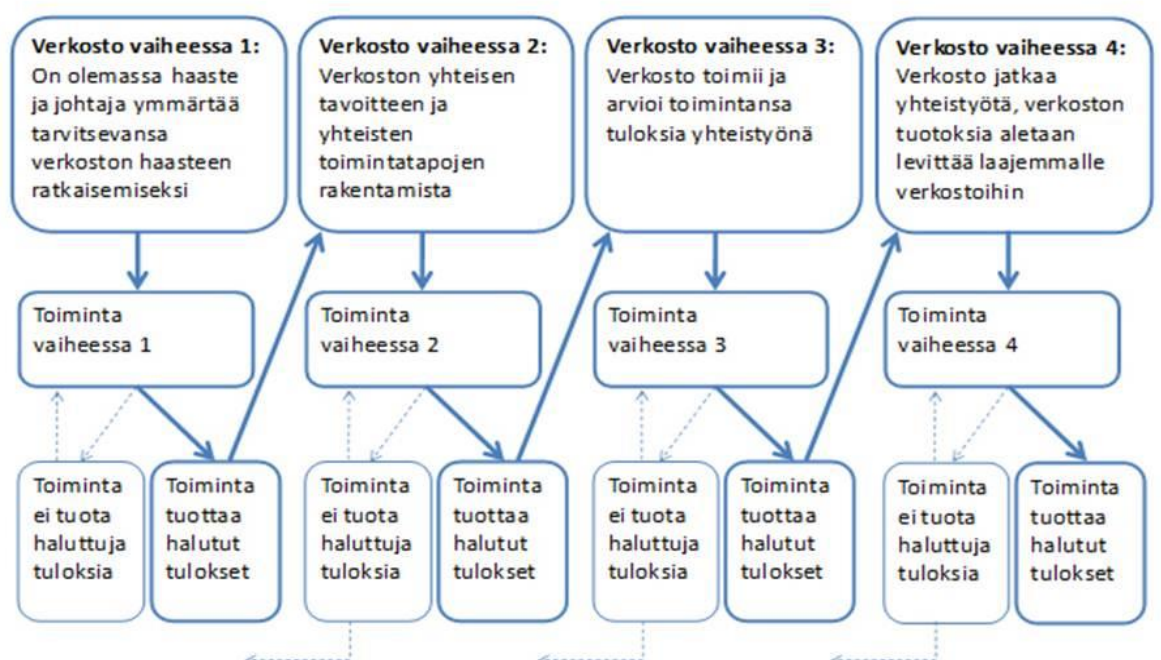 Verkosto vaiheessa 1:
On olemassa haaste
ja johtaja ymmärtää
tarvitsevansa
verkoston haasteen
ratkaisemiseksi
Verkosto vaiheessa 2:
Verkoston yhteisen
tavoitteen ja
yhteisten
toimintatapojen
rakentamista
Verkosto vaiheessa 3:
Verkosto toimii ja
arvioi toimintansa
tuloksia yhteistyönä
Verkosto vaiheessa 4:
Verkosto jatkaa
yhteistyötä, verkoston
tuotoksia aletaan
levittää laajemmalle
verkostoihin
Toiminta
vaiheessa 1
Toiminta
vaiheessa 2
Toiminta
vaiheessa 3
Toiminta
vaiheessa 4
Toiminta
ei tuota
haluttuja
tuloksia
Toiminta
tuottaa
halutut
tulokset
Toiminta
ei tuota
haluttuja
tuloksia
Toiminta
tuottaa
halutut
tulokset
Toiminta
ei tuota
haluttuja
tuloksia
Toiminta
tuottaa
halutut
tulokset
Toiminta
ei tuota
haluttuja
tuloksia
Toiminta
tuottaa
halutut
tulokset